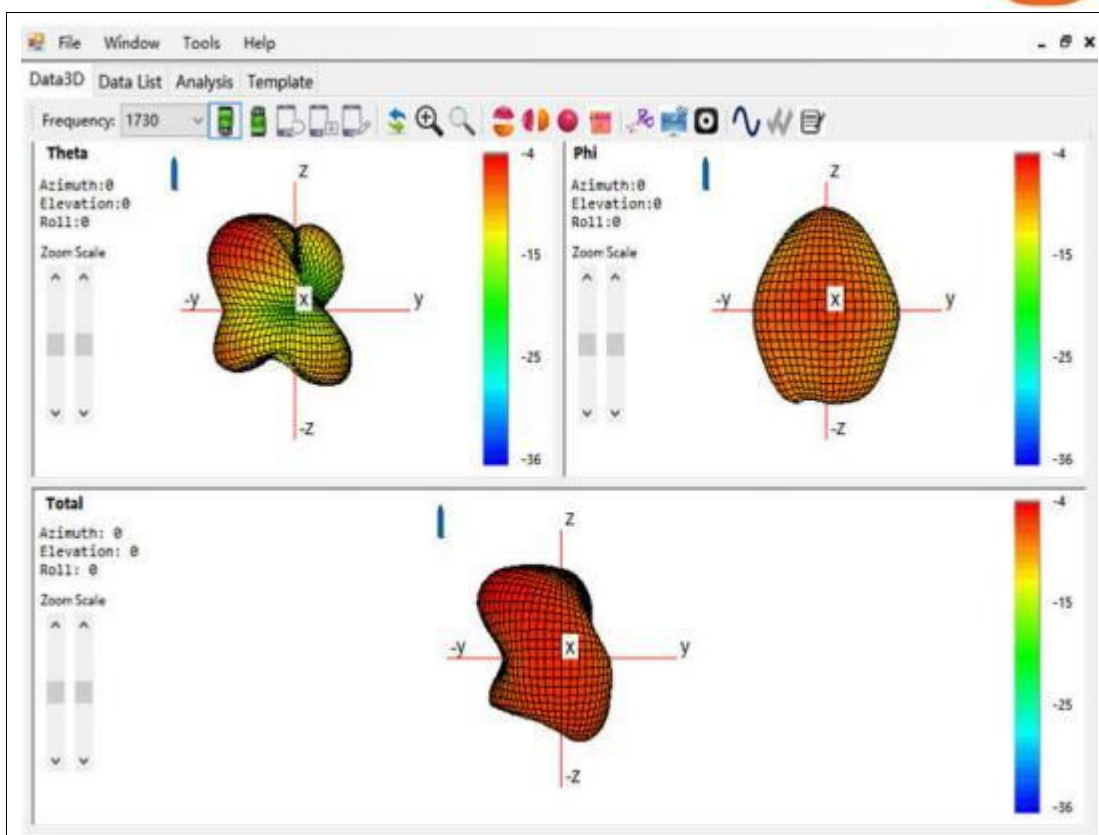 File Window Tools Help
Data3D Data List Analysis Template
Frequency: 1730
Theta
Azimuth:0
Elevation:0
Roll:0
Zoom Scale
z
-y
x
y
-z
-4
-15
-25
-36
Phi
Azimuth:0
Elevation:0
Roll:0
Zoom Scale
z
-y
x
y
-z
-4
-15
-25
-36
Total
Azimuth: 0
Elevation: 0
Roll: 0
Zoom Scale
z
-y
x
y
-z
-4
-15
-25
-36